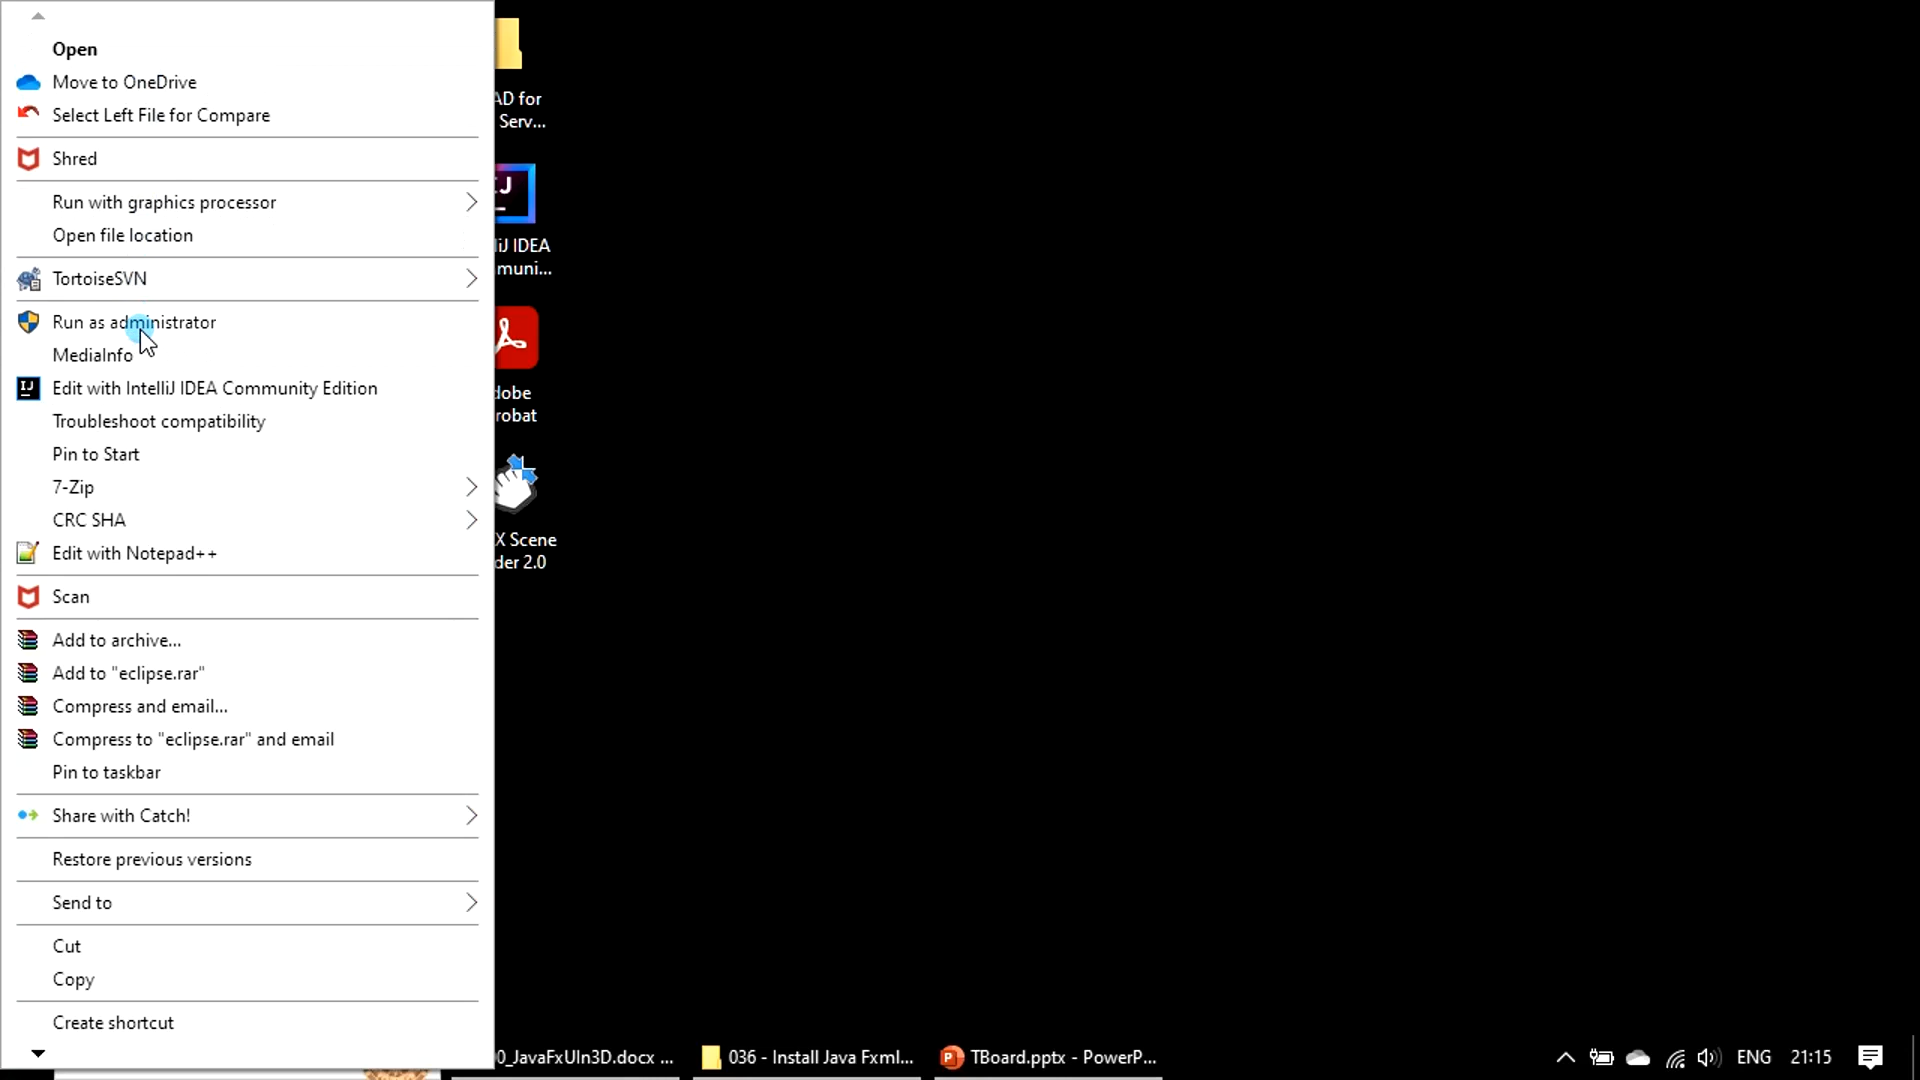 Open
Move to OneDrive
Select Left File for Compare
Shred
Run with graphics processor
Open file location
TortoiseSVN
Run as administrator
MediaInfo
Edit with IntelliJ IDEA Community Edition
Troubleshoot compatibility
Pin to Start
7-Zip
CRC SHA
Edit with Notepad++
Scan
Add to archive...
Add to "eclipse.rar"
Compress and email...
Compress to "eclipse.rar" and email
Pin to taskbar
Share with Catch!
Restore previous versions
Send to
Cut
Copy
Create shortcut
AD for
Serv...
IJ
liJ IDEA
muni...
dobe
robat
X Scene
der 2.0
0_JavaFxUIn3D.docx ...
036 - Install Java Fxml...
TBoard.pptx - PowerP...
ENG
21:15